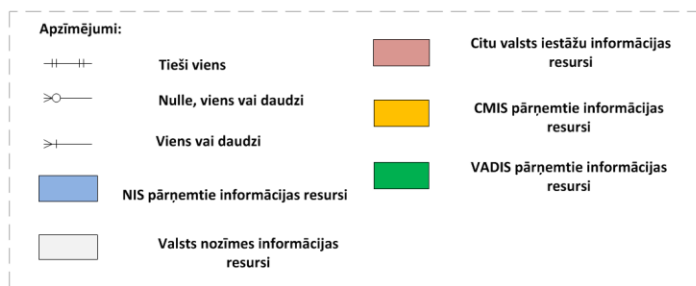 Apzīmējumi:
Tieši viens
Nulle, viens vai daudzi
Viens vai daudzi
NIS pārņemtie informācijas resursi
Valsts nozīmes informācijas
resursi
Citu valsts iestāžu informācijas
resursi
CMIS pārņemtie informācijas
resursi
VADIS pārņemtie informācijas
resursi